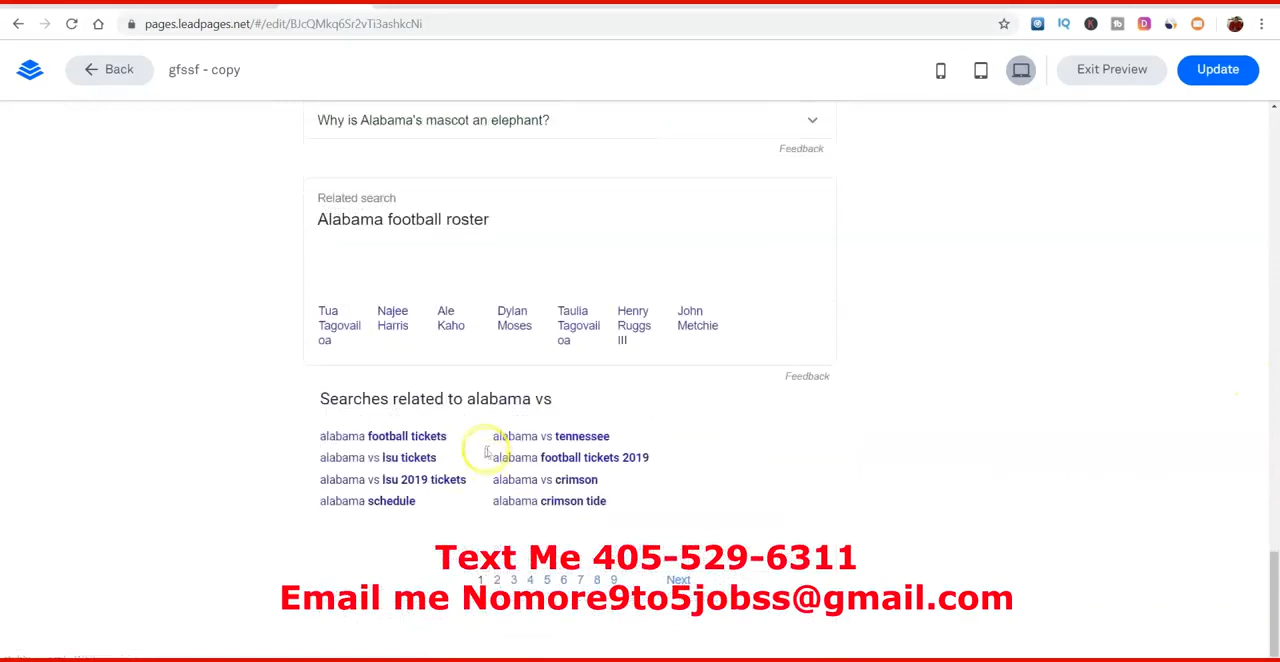 pages.leadpages.net/#/edit/BJcQMkq6Sr2vTi3ashkcNi
IQ
Back
gfssf - copy
Exit Preview
Update
Why is Alabama's mascot an elephant?
Feedback
Related search
Alabama football roster
Tua Tagovailoa
Najee Harris
Ale Kaho
Dylan Moses
Taulia Tagovailoa
Henry Ruggs III
John Metchie
Feedback
Searches related to alabama vs
alabama football tickets
alabama vs tennessee
alabama vs lsu tickets
alabama football tickets 2019
alabama vs lsu 2019 tickets
alabama vs crimson
alabama schedule
alabama crimson tide
Text Me 405-529-6311
1 2 3 4 5 6 7 8 9 Next
Email me Nomore9to5jobss@gmail.com